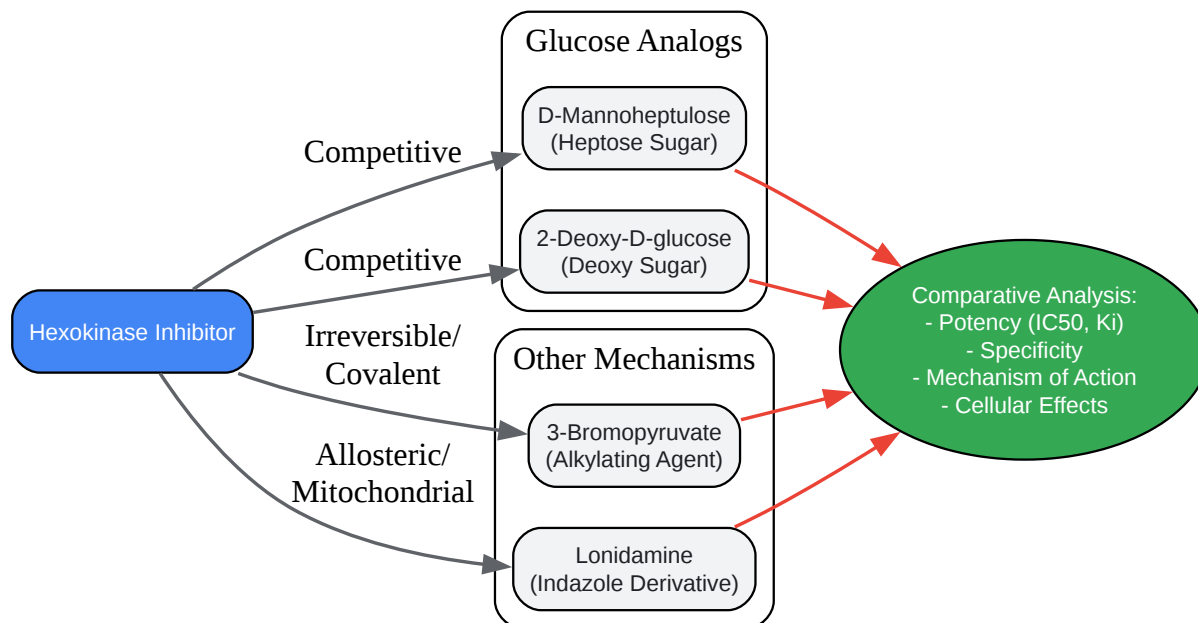 Glucose Analogs
D-Mannoheptulose
(Heptose Sugar)
Competitive
2-Deoxy-D-glucose
(Deoxy Sugar)
Competitive
Hexokinase Inhibitor
Irreversible/
Covalent
Other Mechanisms
3-Bromopyruvate
(Alkylating Agent)
Allosteric/
Mitochondrial
Lonidamine
(Indazole Derivative)
Comparative Analysis:
- Potency (IC50, Ki)
- Specificity
- Mechanism of Action
- Cellular Effects